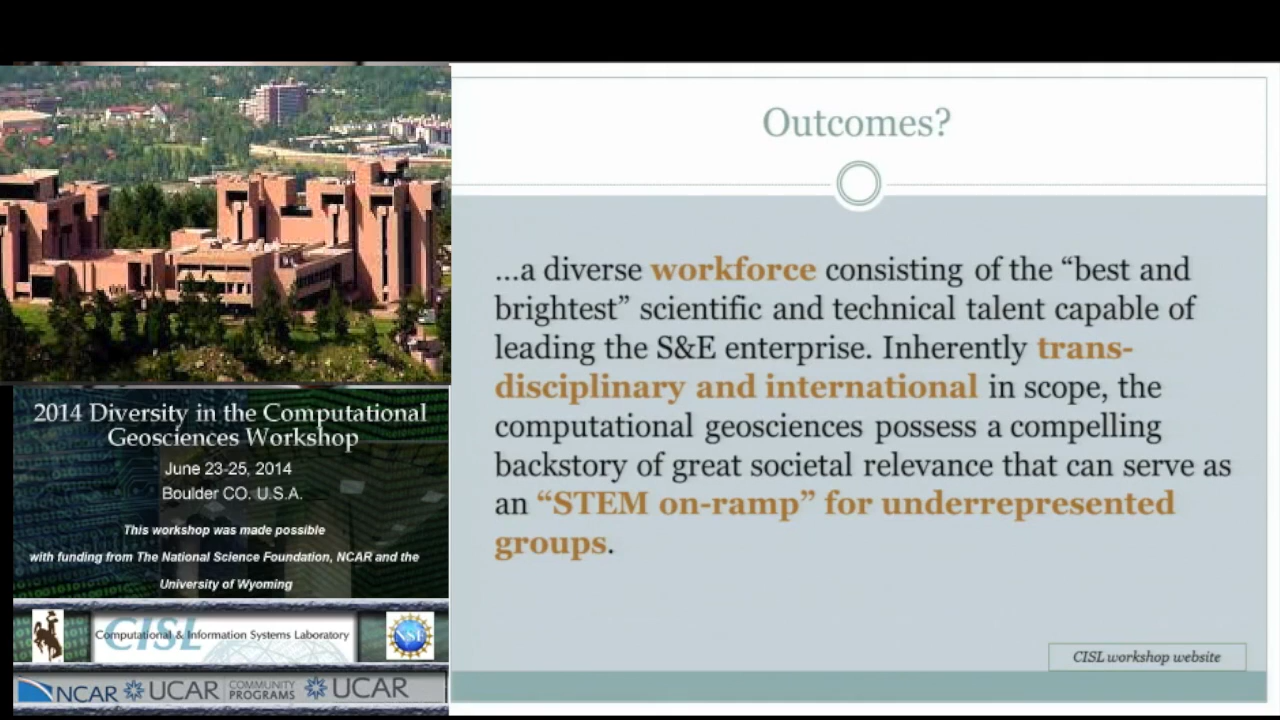 Outcomes?
…a diverse workforce consisting of the “best and
brightest” scientific and technical talent capable of
leading the S&E enterprise. Inherently trans-
disciplinary and international in scope, the
computational geosciences possess a compelling
backstory of great societal relevance that can serve as
an “STEM on-ramp” for underrepresented
groups.
CISL workshop website
2014 Diversity in the Computational
Geosciences Workshop
June 23-25, 2014
Boulder CO. U.S.A.
This workshop was made possible
with funding from The National Science Foundation, NCAR and the
University of Wyoming
CISL
Computational & Information Systems Laboratory
NSF
NCAR
UCAR
COMMUNITY
PROGRAMS
UCAR